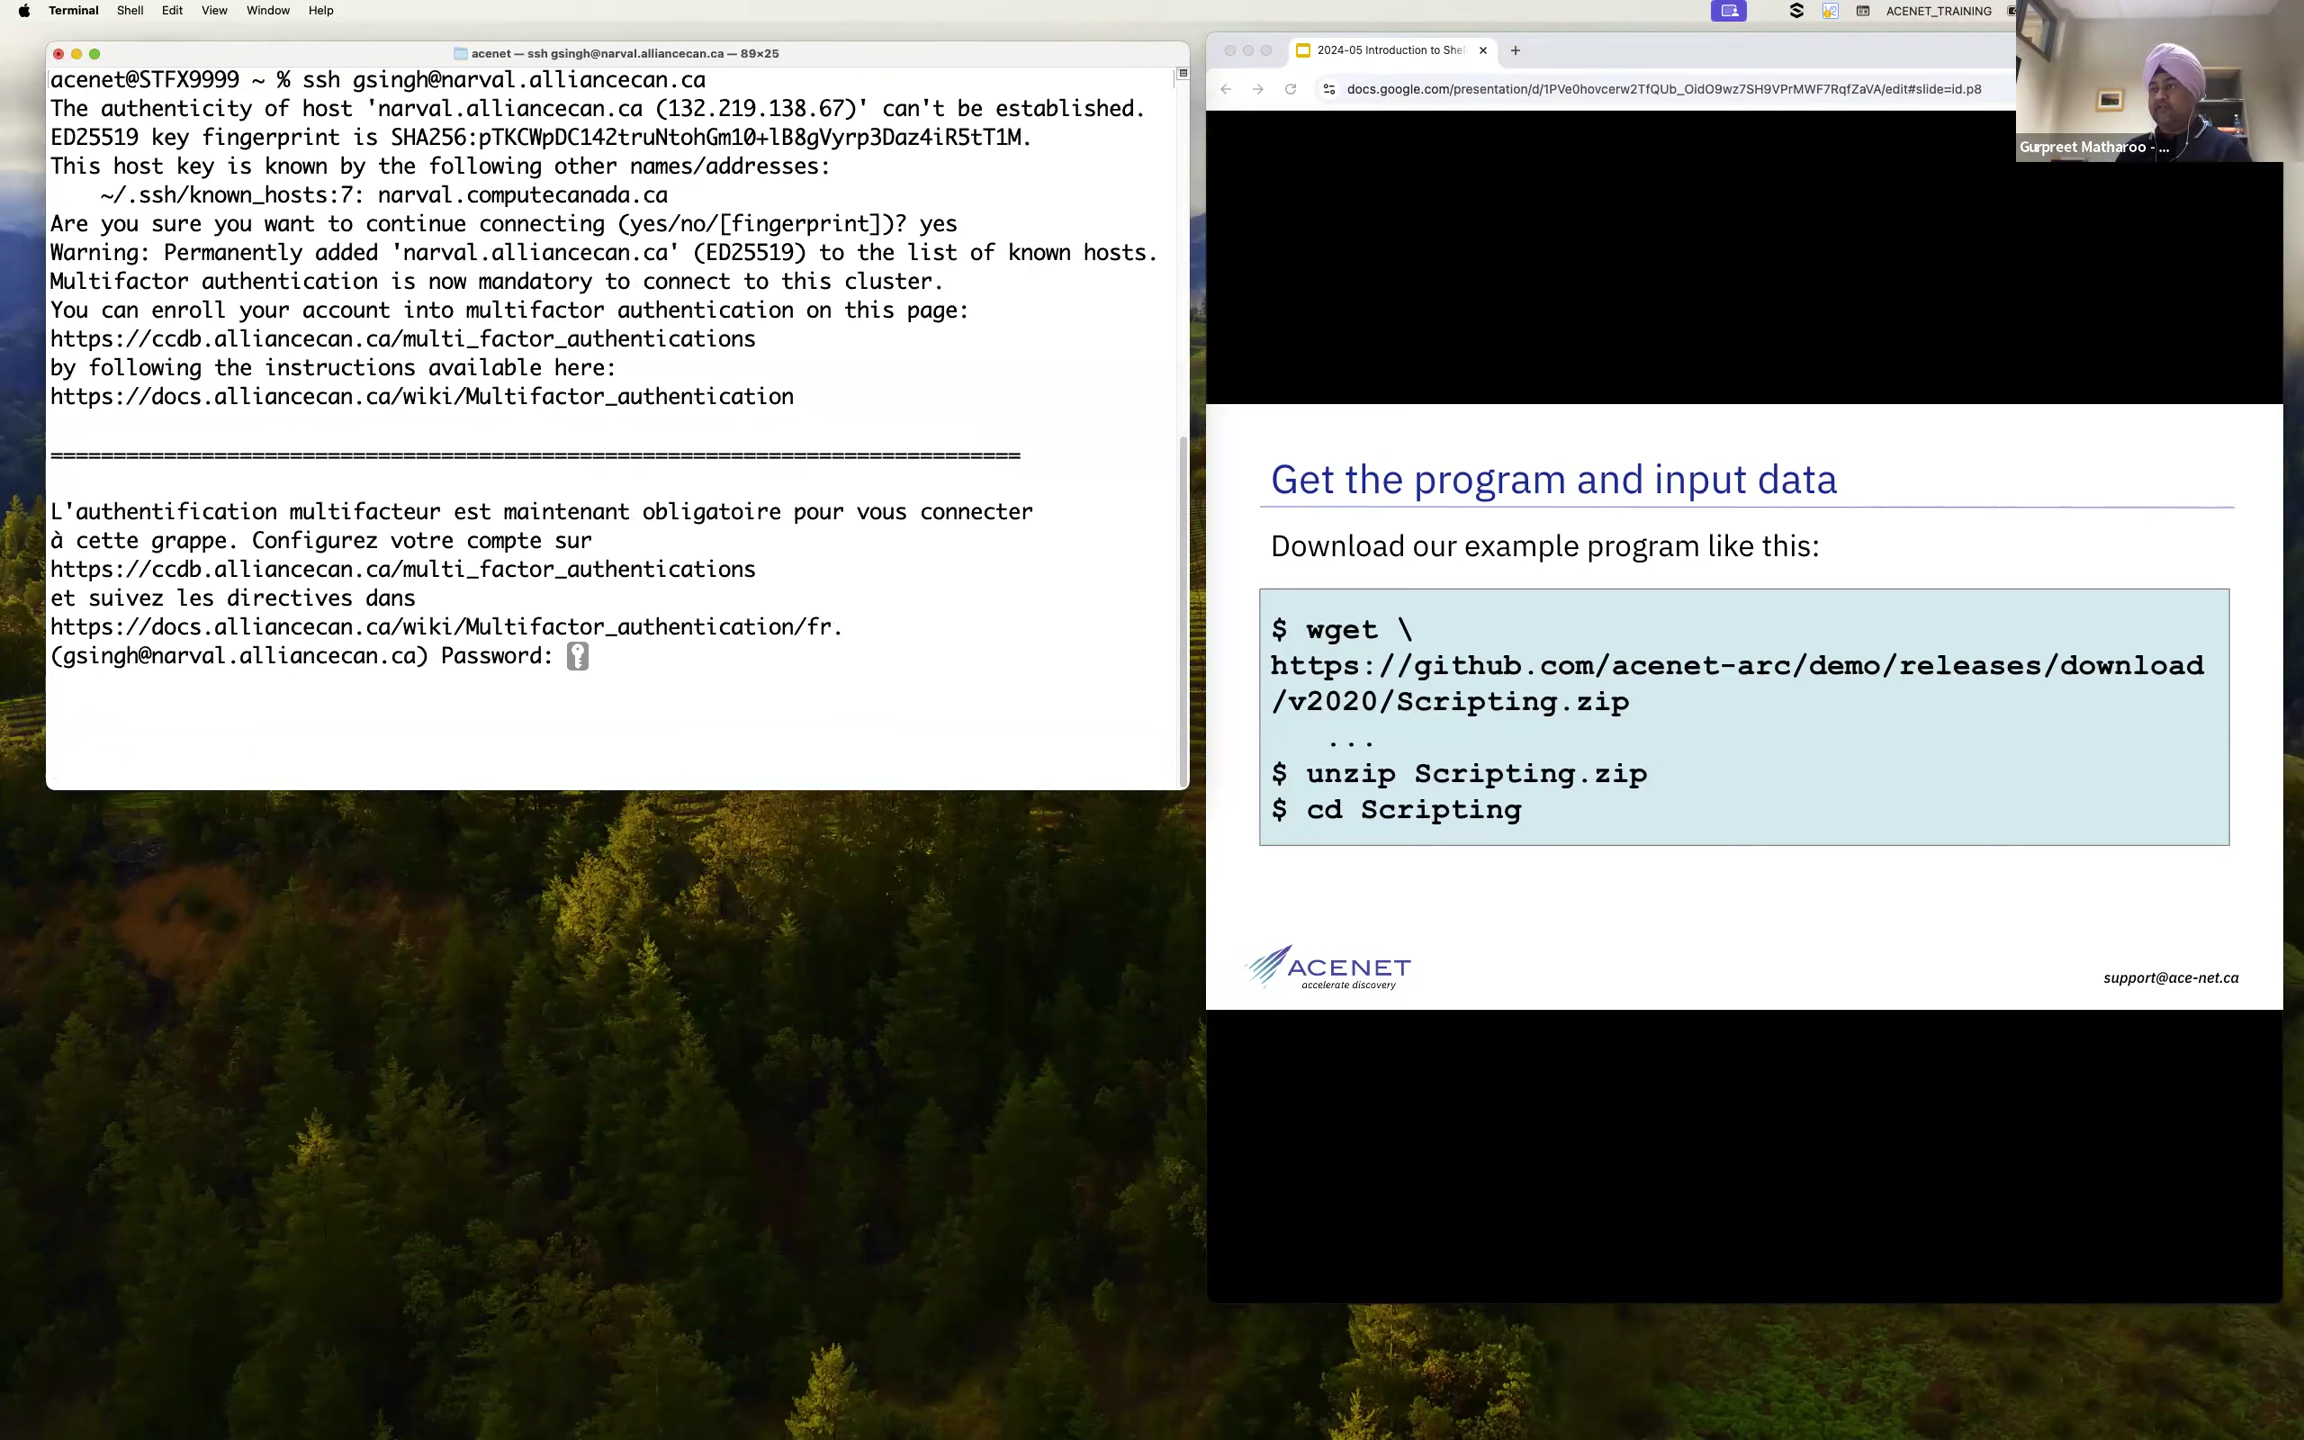 Terminal Shell Edit View Window Help
ACENET_TRAINING
acenet — ssh gsingh@narval.alliancecan.ca — 89×25
acenet@STFX9999 ~ % ssh gsingh@narval.alliancecan.ca
The authenticity of host 'narval.alliancecan.ca (132.219.138.67)' can't be established.
ED25519 key fingerprint is SHA256:pTKCWpDC142truNtohGm10+lB8gVyrp3Daz4iR5tT1M.
This host key is known by the following other names/addresses:
    ~/.ssh/known_hosts:7: narval.computecanada.ca
Are you sure you want to continue connecting (yes/no/[fingerprint])? yes
Warning: Permanently added 'narval.alliancecan.ca' (ED25519) to the list of known hosts.
Multifactor authentication is now mandatory to connect to this cluster.
You can enroll your account into multifactor authentication on this page:
https://ccdb.alliancecan.ca/multi_factor_authentications
by following the instructions available here:
https://docs.alliancecan.ca/wiki/Multifactor_authentication
=============================================================================
L'authentification multifacteur est maintenant obligatoire pour vous connecter
à cette grappe. Configurez votre compte sur
https://ccdb.alliancecan.ca/multi_factor_authentications
et suivez les directives dans
https://docs.alliancecan.ca/wiki/Multifactor_authentication/fr.
(gsingh@narval.alliancecan.ca) Password:
2024-05 Introduction to Shel
docs.google.com/presentation/d/1PVe0hovcerw2TfQUb_OidO9wz7SH9VPrMWF7RqfZaVA/edit#slide=id.p8
Gurpreet Matharoo - ...
Get the program and input data
Download our example program like this:
$ wget \
https://github.com/acenet-arc/demo/releases/download
/v2020/Scripting.zip
...
$ unzip Scripting.zip
$ cd Scripting
ACENET
accelerate discovery
support@ace-net.ca